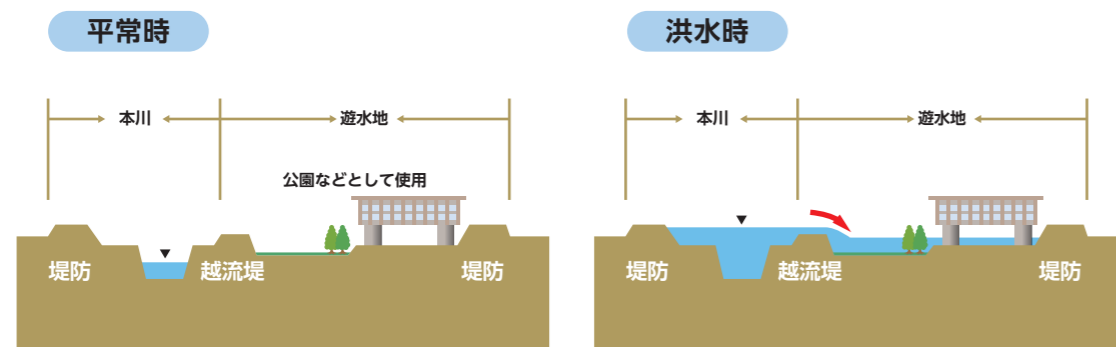 平常時
本川
遊水地
公園などとして使用
堤防
越流堤
堤防
洪水時
本川
遊水地
堤防
越流堤
堤防